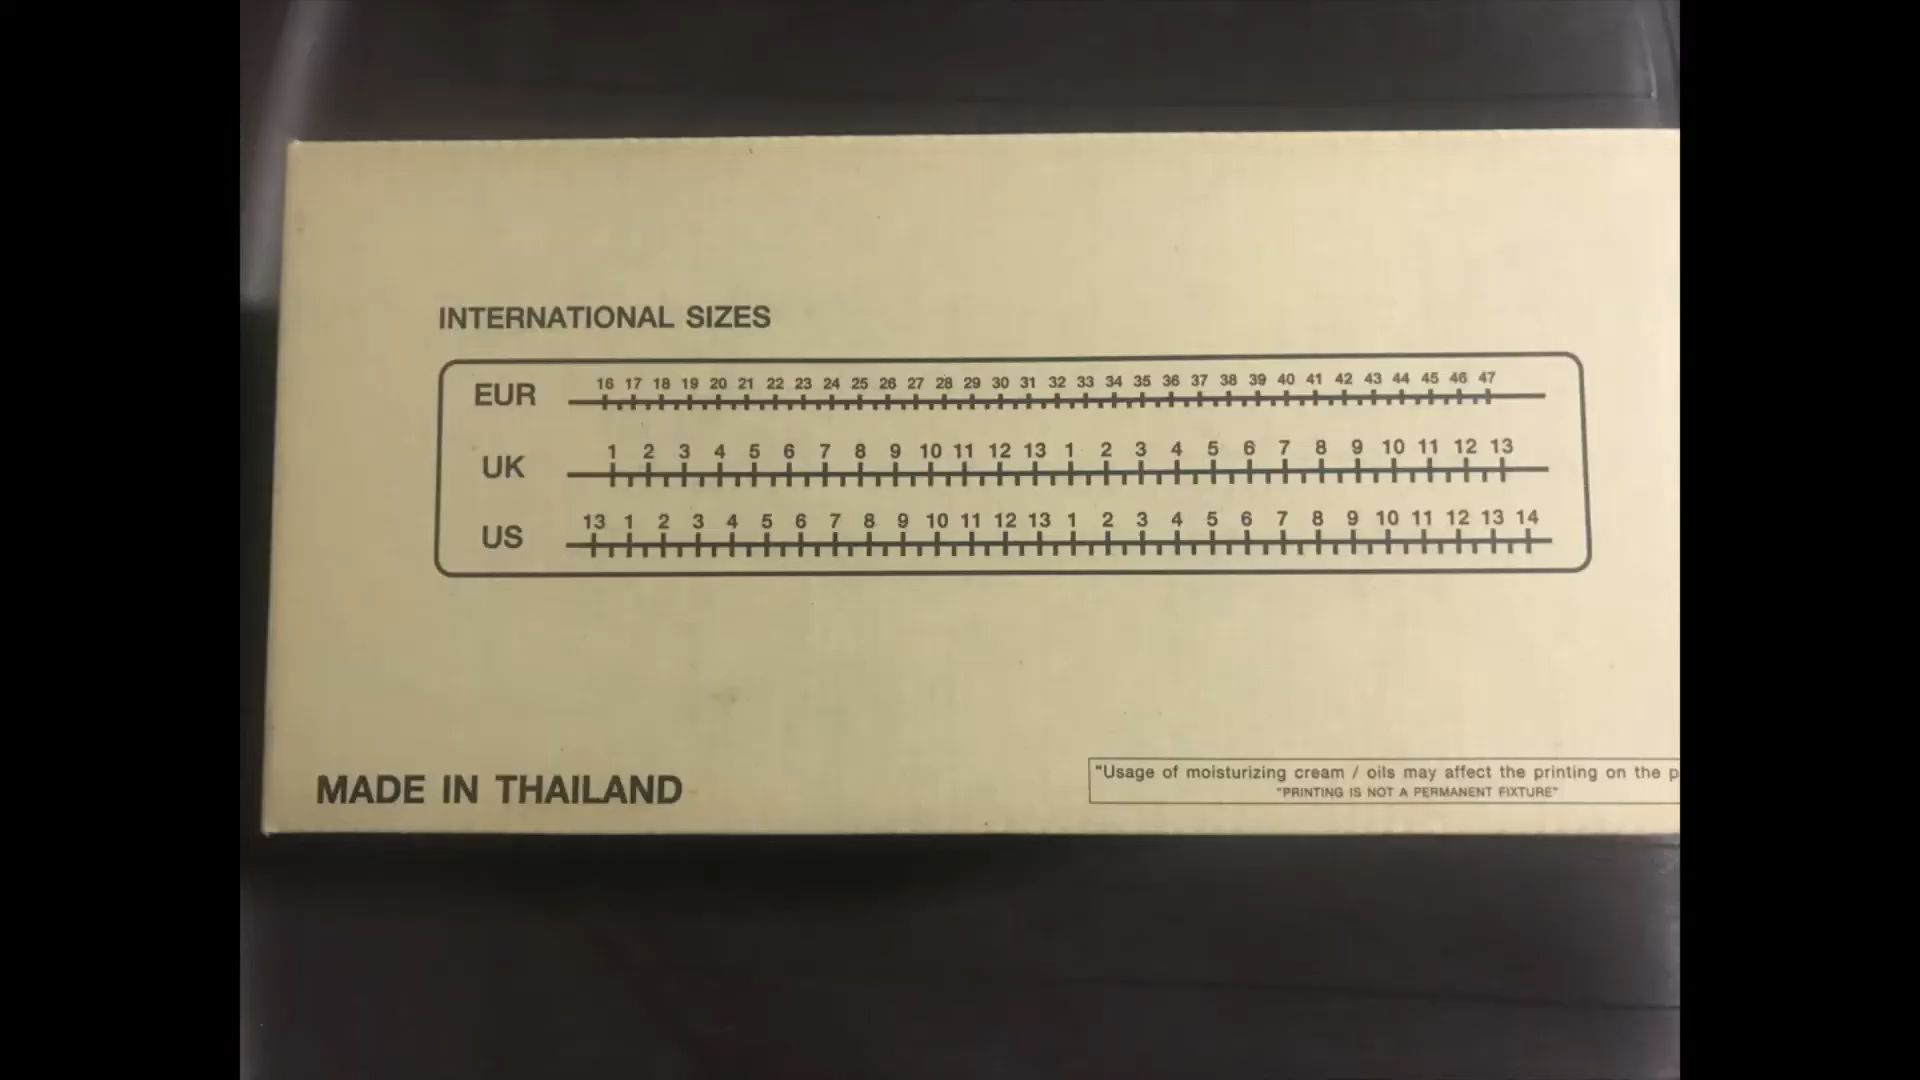 INTERNATIONAL SIZES
EUR 16 17 18 19 20 21 22 23 24 25 26 27 28 29 30 31 32 33 34 35 36 37 38 39 40 41 42 43 44 45 46 47
UK 1 2 3 4 5 6 7 8 9 10 11 12 13 1 2 3 4 5 6 7 8 9 10 11 12 13
US 13 1 2 3 4 5 6 7 8 9 10 11 12 13 1 2 3 4 5 6 7 8 9 10 11 12 13 14
MADE IN THAILAND
"Usage of moisturizing cream / oils may affect the printing on the
"PRINTING IS NOT A PERMANENT FIXTURE"